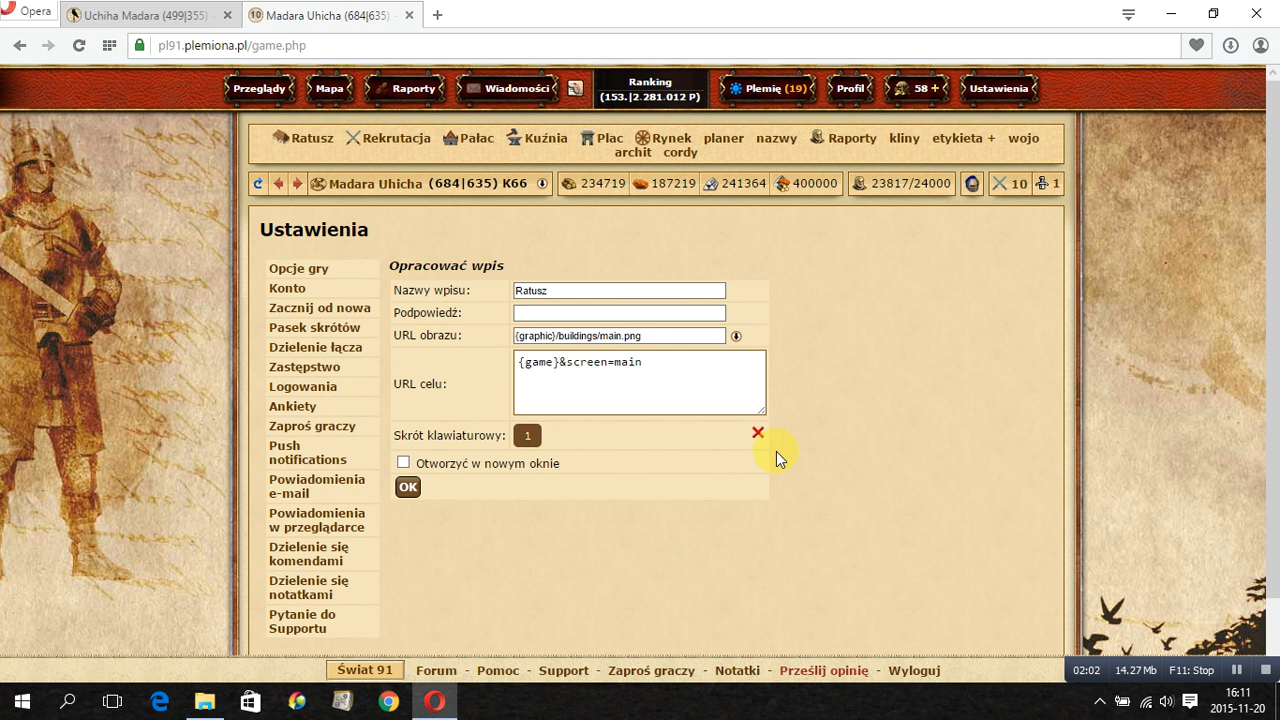 Opera
Uchiha Madara (499|355)
Madara Uhicha (684|635)
pl91.plemiona.pl/game.php
Przeglądy
Mapa
Raporty
Wiadomości
Ranking
(153.|2.281.012 P)
Plemię (19)
Profil
58 +
Ustawienia
Ratusz Rekrutacja Pałac Kuźnia Plac Rynek planer nazwy Raporty kliny etykieta + wojo
archit cordy
Madara Uhicha (684|635) K66
234719 187219 241364 400000
23817/24000
10
1
Ustawienia
Opcje gry
Konto
Zacznij od nowa
Pasek skrótów
Dzielenie łącza
Zastępstwo
Logowania
Ankiety
Zaproś graczy
Push
notifications
Powiadomienia
e-mail
Powiadomienia
w przeglądarce
Dzielenie się
komendami
Dzielenie się
notatkami
Pytanie do
Supportu
Opracować wpis
Nazwy wpisu: Ratusz
Podpowiedź:
URL obrazu: {graphic}/buildings/main.png
URL celu: {game}&screen=main
Skrót klawiaturowy: 1
Otworzyć w nowym oknie
OK
Świat 91
Forum - Pomoc - Support - Zaproś graczy - Notatki - Prześlij opinię - Wyloguj
02:02 14.27 Mb F11: Stop
16:11
2015-11-20